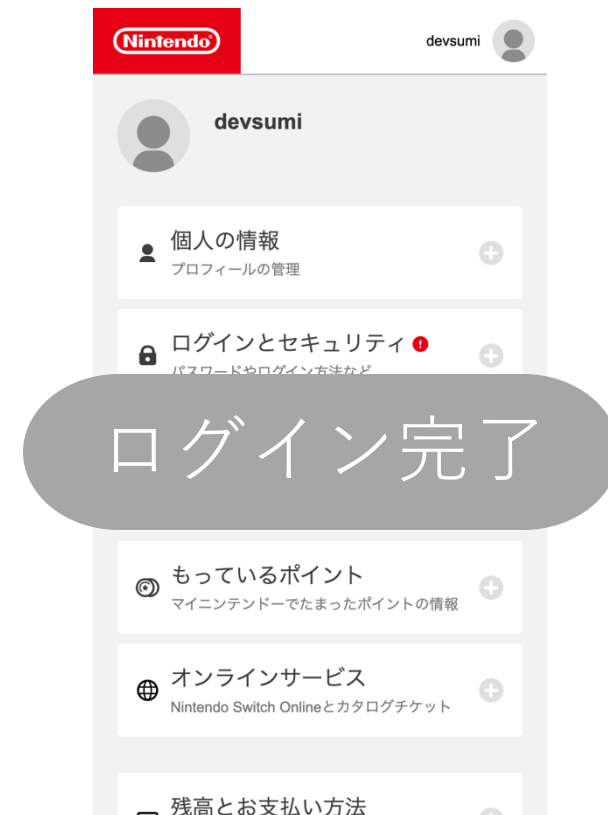 Nintendo
devsumi
devsumi
個人の情報
プロフィールの管理
ログインとセキュリティ
パスワードやログイン方法など
ログイン完了
もっているポイント
マイニンテンドーでたまったポイントの情報
オンラインサービス
Nintendo Switch Onlineとカタログチケット
残高とお支払い方法